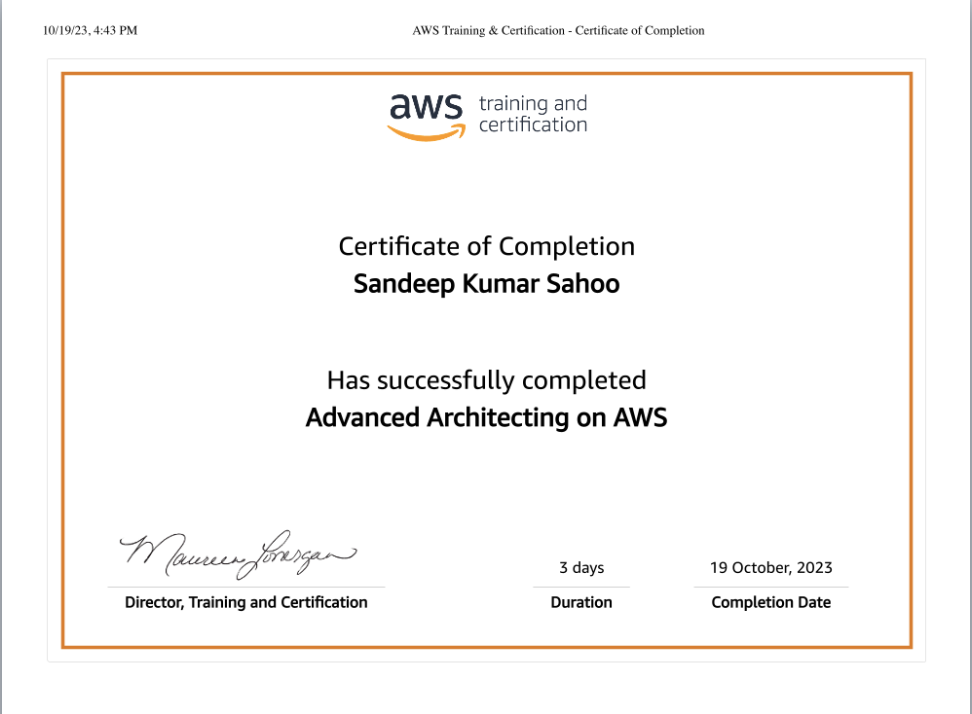 10/19/23, 4:43 PM
AWS Training & Certification - Certificate of Completion
aws training and
certification
Certificate of Completion
Sandeep Kumar Sahoo
Has successfully completed
Advanced Architecting on AWS
Maureen Lonergan
3 days
19 October, 2023
Director, Training and Certification
Duration
Completion Date